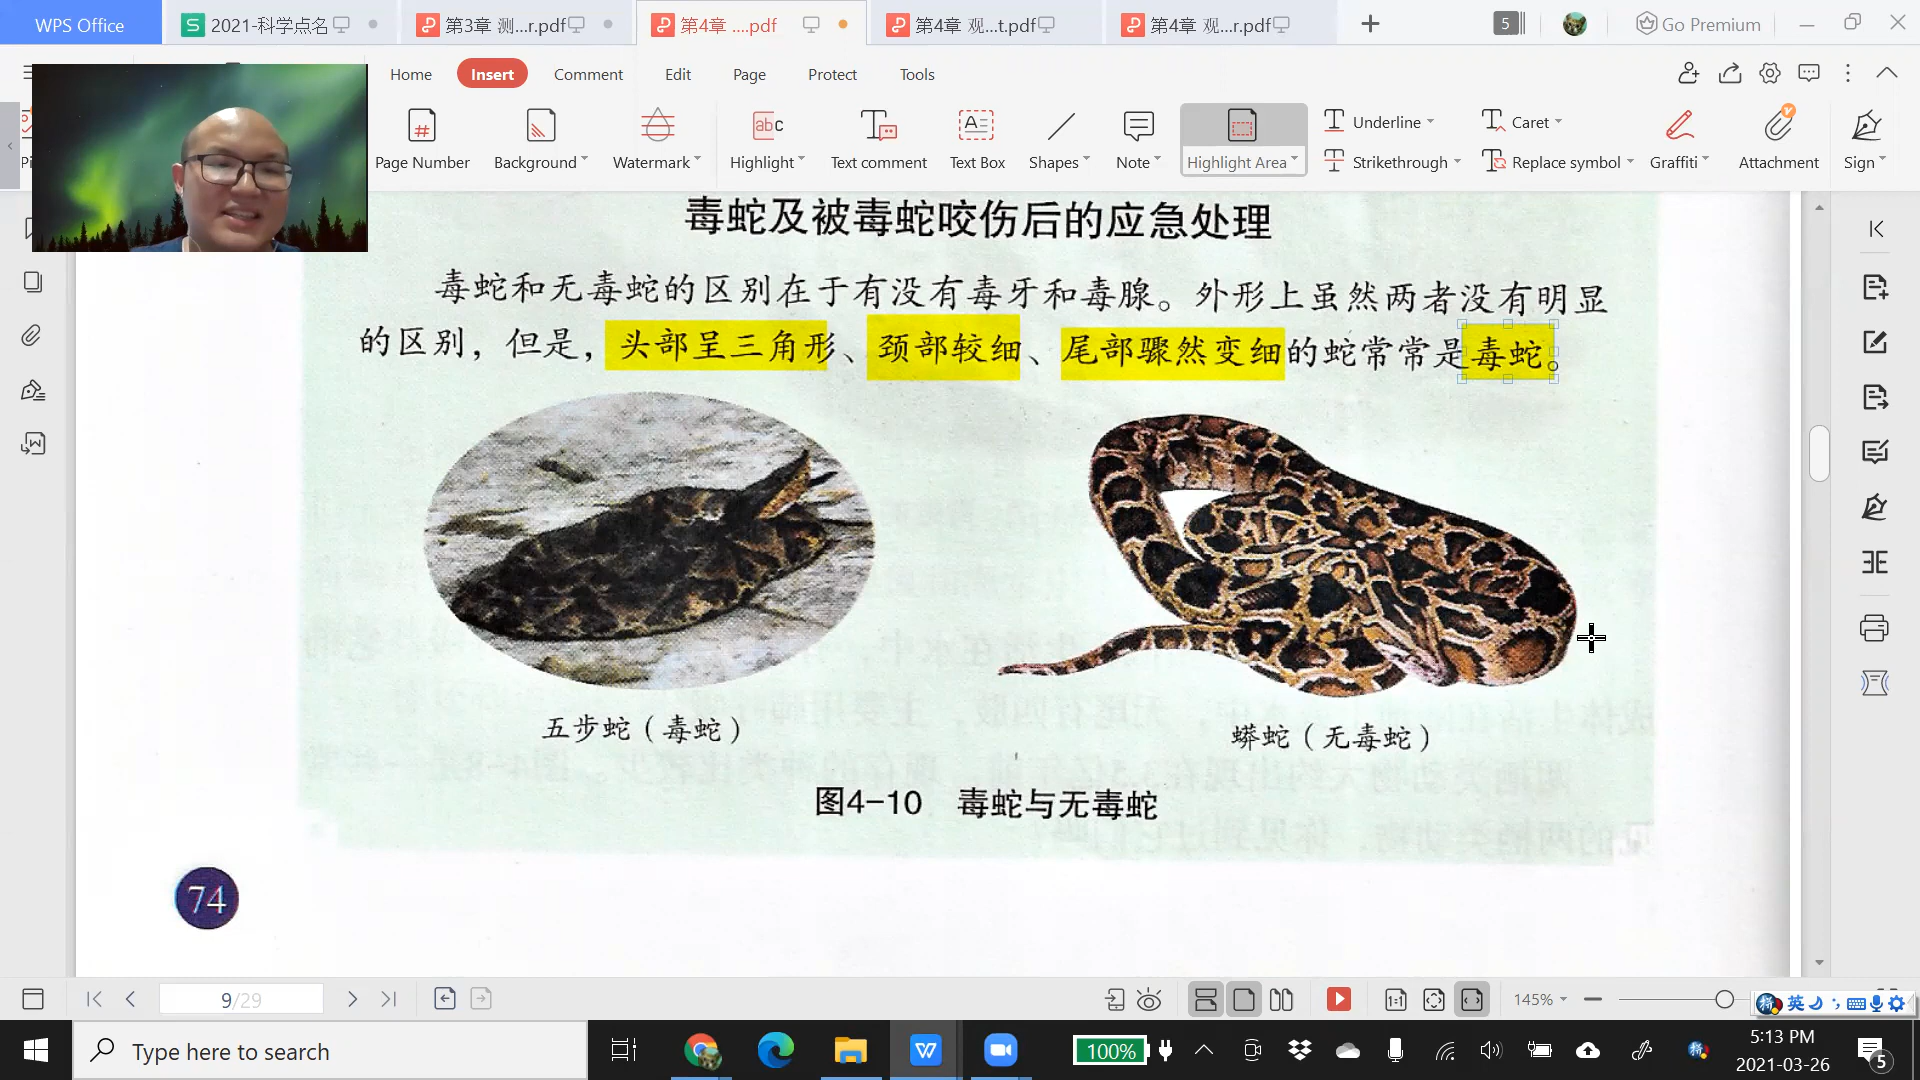 WPS Office
2021-科学点名
第3章 测...r.pdf
第4章 ....pdf
第4章 观...t.pdf
第4章 观...r.pdf
5
Go Premium
Home
Insert
Comment
Edit
Page
Protect
Tools
Page Number
Background
Watermark
Highlight
Text comment
Text Box
Shapes
Note
Highlight Area
Underline
Strikethrough
Caret
Replace symbol
Graffiti
Attachment
Sign
毒蛇及被毒蛇咬伤后的应急处理
毒蛇和无毒蛇的区别在于有没有毒牙和毒腺。外形上虽然两者没有明显
的区别，但是，头部呈三角形、颈部较细、尾部骤然变细的蛇常常是毒蛇。
五步蛇（毒蛇）
蟒蛇（无毒蛇）
图4-10 毒蛇与无毒蛇
74
9/29
145%
英
Type here to search
100%
5:13 PM
2021-03-26
5